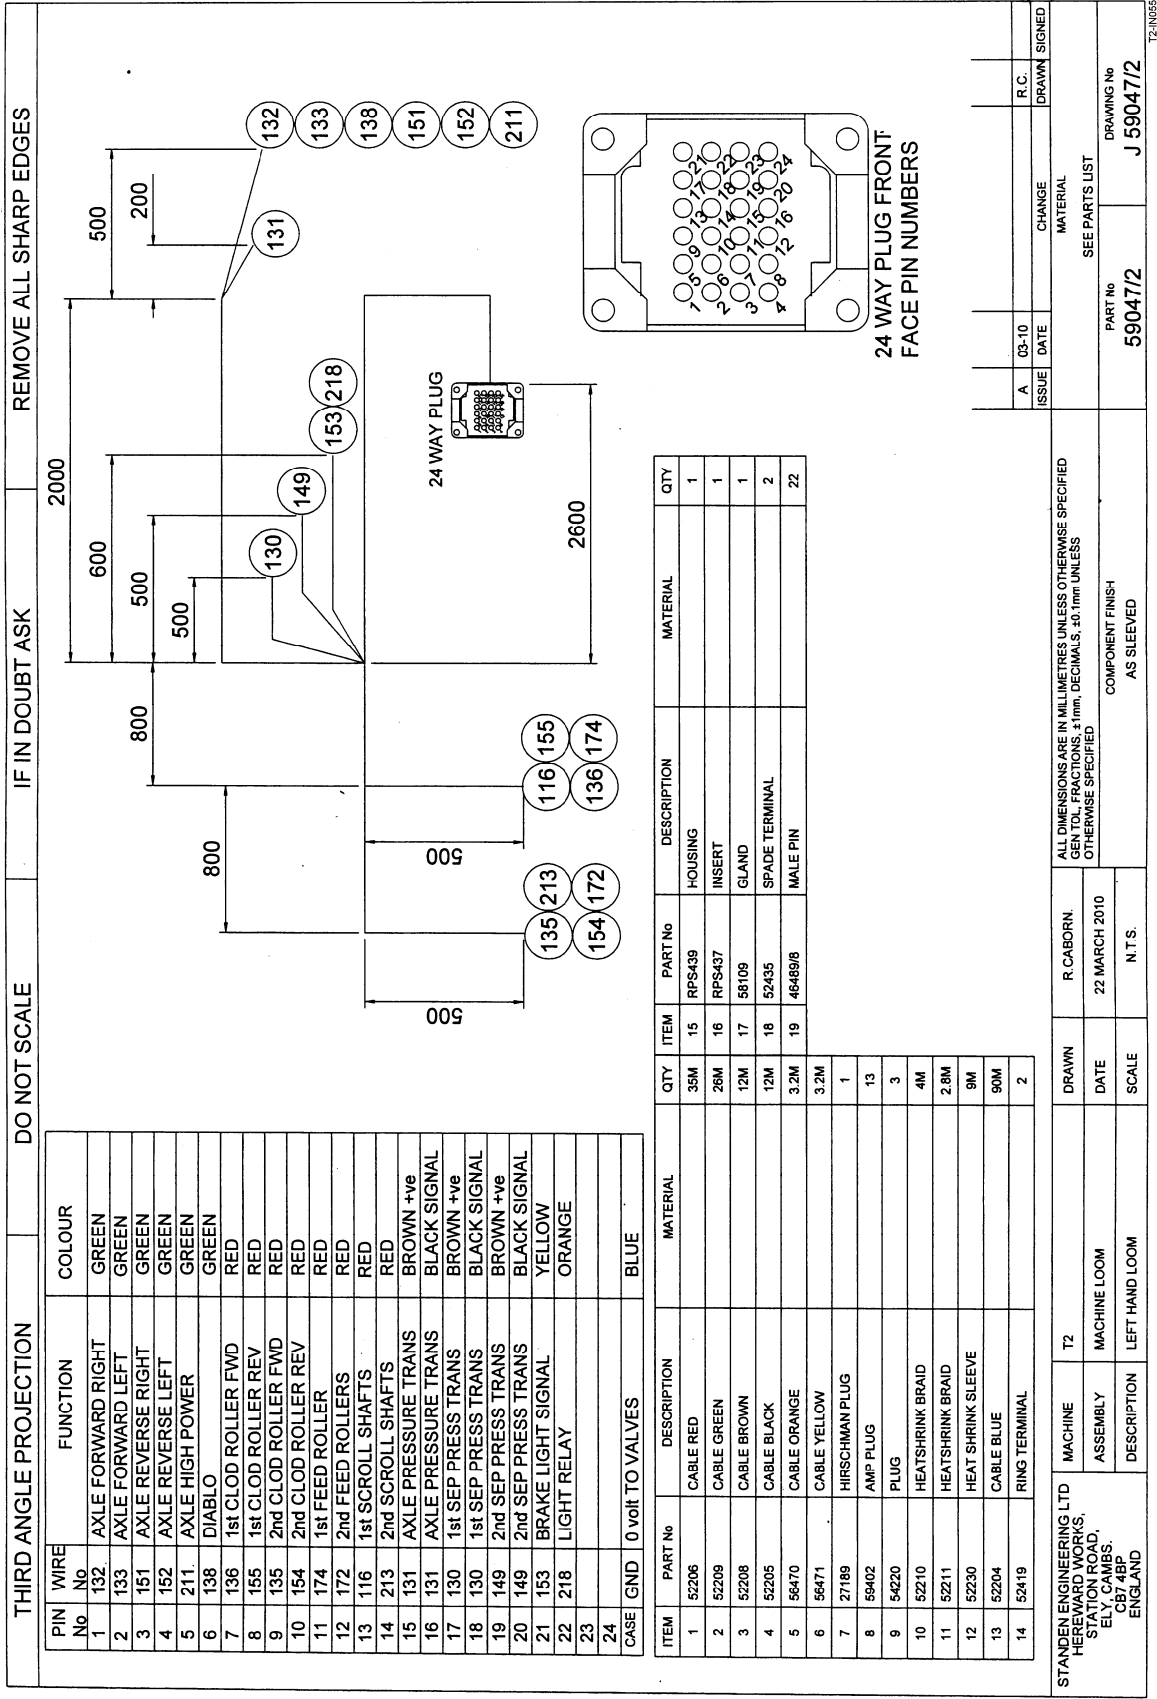 THIRD ANGLE PROJECTION DO NOT SCALE IF IN DOUBT ASK REMOVE ALL SHARP EDGES
PIN No WIRE No FUNCTION COLOUR
1 132 AXLE FORWARD RIGHT GREEN
2 133 AXLE FORWARD LEFT GREEN
3 151 AXLE REVERSE RIGHT GREEN
4 152 AXLE REVERSE LEFT GREEN
5 211 AXLE HIGH POWER GREEN
6 138 DIABLO GREEN
7 136 1st CLOD ROLLER FWD RED
8 155 1st CLOD ROLLER REV RED
9 135 2nd CLOD ROLLER FWD RED
10 154 2nd CLOD ROLLER REV RED
11 174 1st FEED ROLLER RED
12 172 2nd FEED ROLLERS RED
13 116 1st SCROLL SHAFTS RED
14 213 2nd SCROLL SHAFTS RED
15 131 AXLE PRESSURE TRANS BROWN +ve
16 131 AXLE PRESSURE TRANS BLACK SIGNAL
17 130 1st SEP PRESS TRANS BROWN +ve
18 130 1st SEP PRESS TRANS BLACK SIGNAL
19 149 2nd SEP PRESS TRANS BROWN +ve
20 149 2nd SEP PRESS TRANS BLACK SIGNAL
21 153 BRAKE LIGHT SIGNAL YELLOW
22 218 LIGHT RELAY ORANGE
23
24
CASE GND 0 volt TO VALVES BLUE
2000
500
600
200
800
500
800
500
132
133
138
151
152
211
131
153 218
149
130
24 WAY PLUG
2600
500
500
116 155
136 174
135 213
154 172
1 5 9 13 17 21
2 6 10 14 18 22
3 7 11 15 19 23
4 8 12 16 20 24
24 WAY PLUG FRONT
FACE PIN NUMBERS
ITEM PART No DESCRIPTION MATERIAL QTY
1 52206 CABLE RED 35M
2 52209 CABLE GREEN 26M
3 52208 CABLE BROWN 12M
4 52205 CABLE BLACK 12M
5 56470 CABLE ORANGE 3.2M
6 56471 CABLE YELLOW 3.2M
7 27189 HIRSCHMAN PLUG 1
8 59402 AMP PLUG 13
9 54220 PLUG 3
10 52210 HEATSHRINK BRAID 4M
11 52211 HEATSHRINK BRAID 2.8M
12 52230 HEAT SHRINK SLEEVE 9M
13 52204 CABLE BLUE 90M
14 52419 RING TERMINAL 2
ITEM PART No DESCRIPTION MATERIAL QTY
15 RPS439 HOUSING 1
16 RPS437 INSERT 1
17 58109 GLAND 1
18 52435 SPADE TERMINAL 2
19 46489/8 MALE PIN 22
A 03-10 R.C.
ISSUE DATE CHANGE DRAWN SIGNED
STANDEN ENGINEERING LTD
HEREWARD WORKS,
STATION ROAD,
ELY, CAMBS.
CB7 4BP
ENGLAND
MACHINE T2
ASSEMBLY MACHINE LOOM
DESCRIPTION LEFT HAND LOOM
DRAWN R.CABORN.
DATE 22 MARCH 2010
SCALE N.T.S.
ALL DIMENSIONS ARE IN MILLIMETRES UNLESS OTHERWISE SPECIFIED
GEN TOL, FRACTIONS, ±1mm, DECIMALS, ±0.1mm UNLESS
OTHERWISE SPECIFIED
COMPONENT FINISH
AS SLEEVED
MATERIAL
SEE PARTS LIST
PART No
59047/2
DRAWING No
J 59047/2
T2-IN055